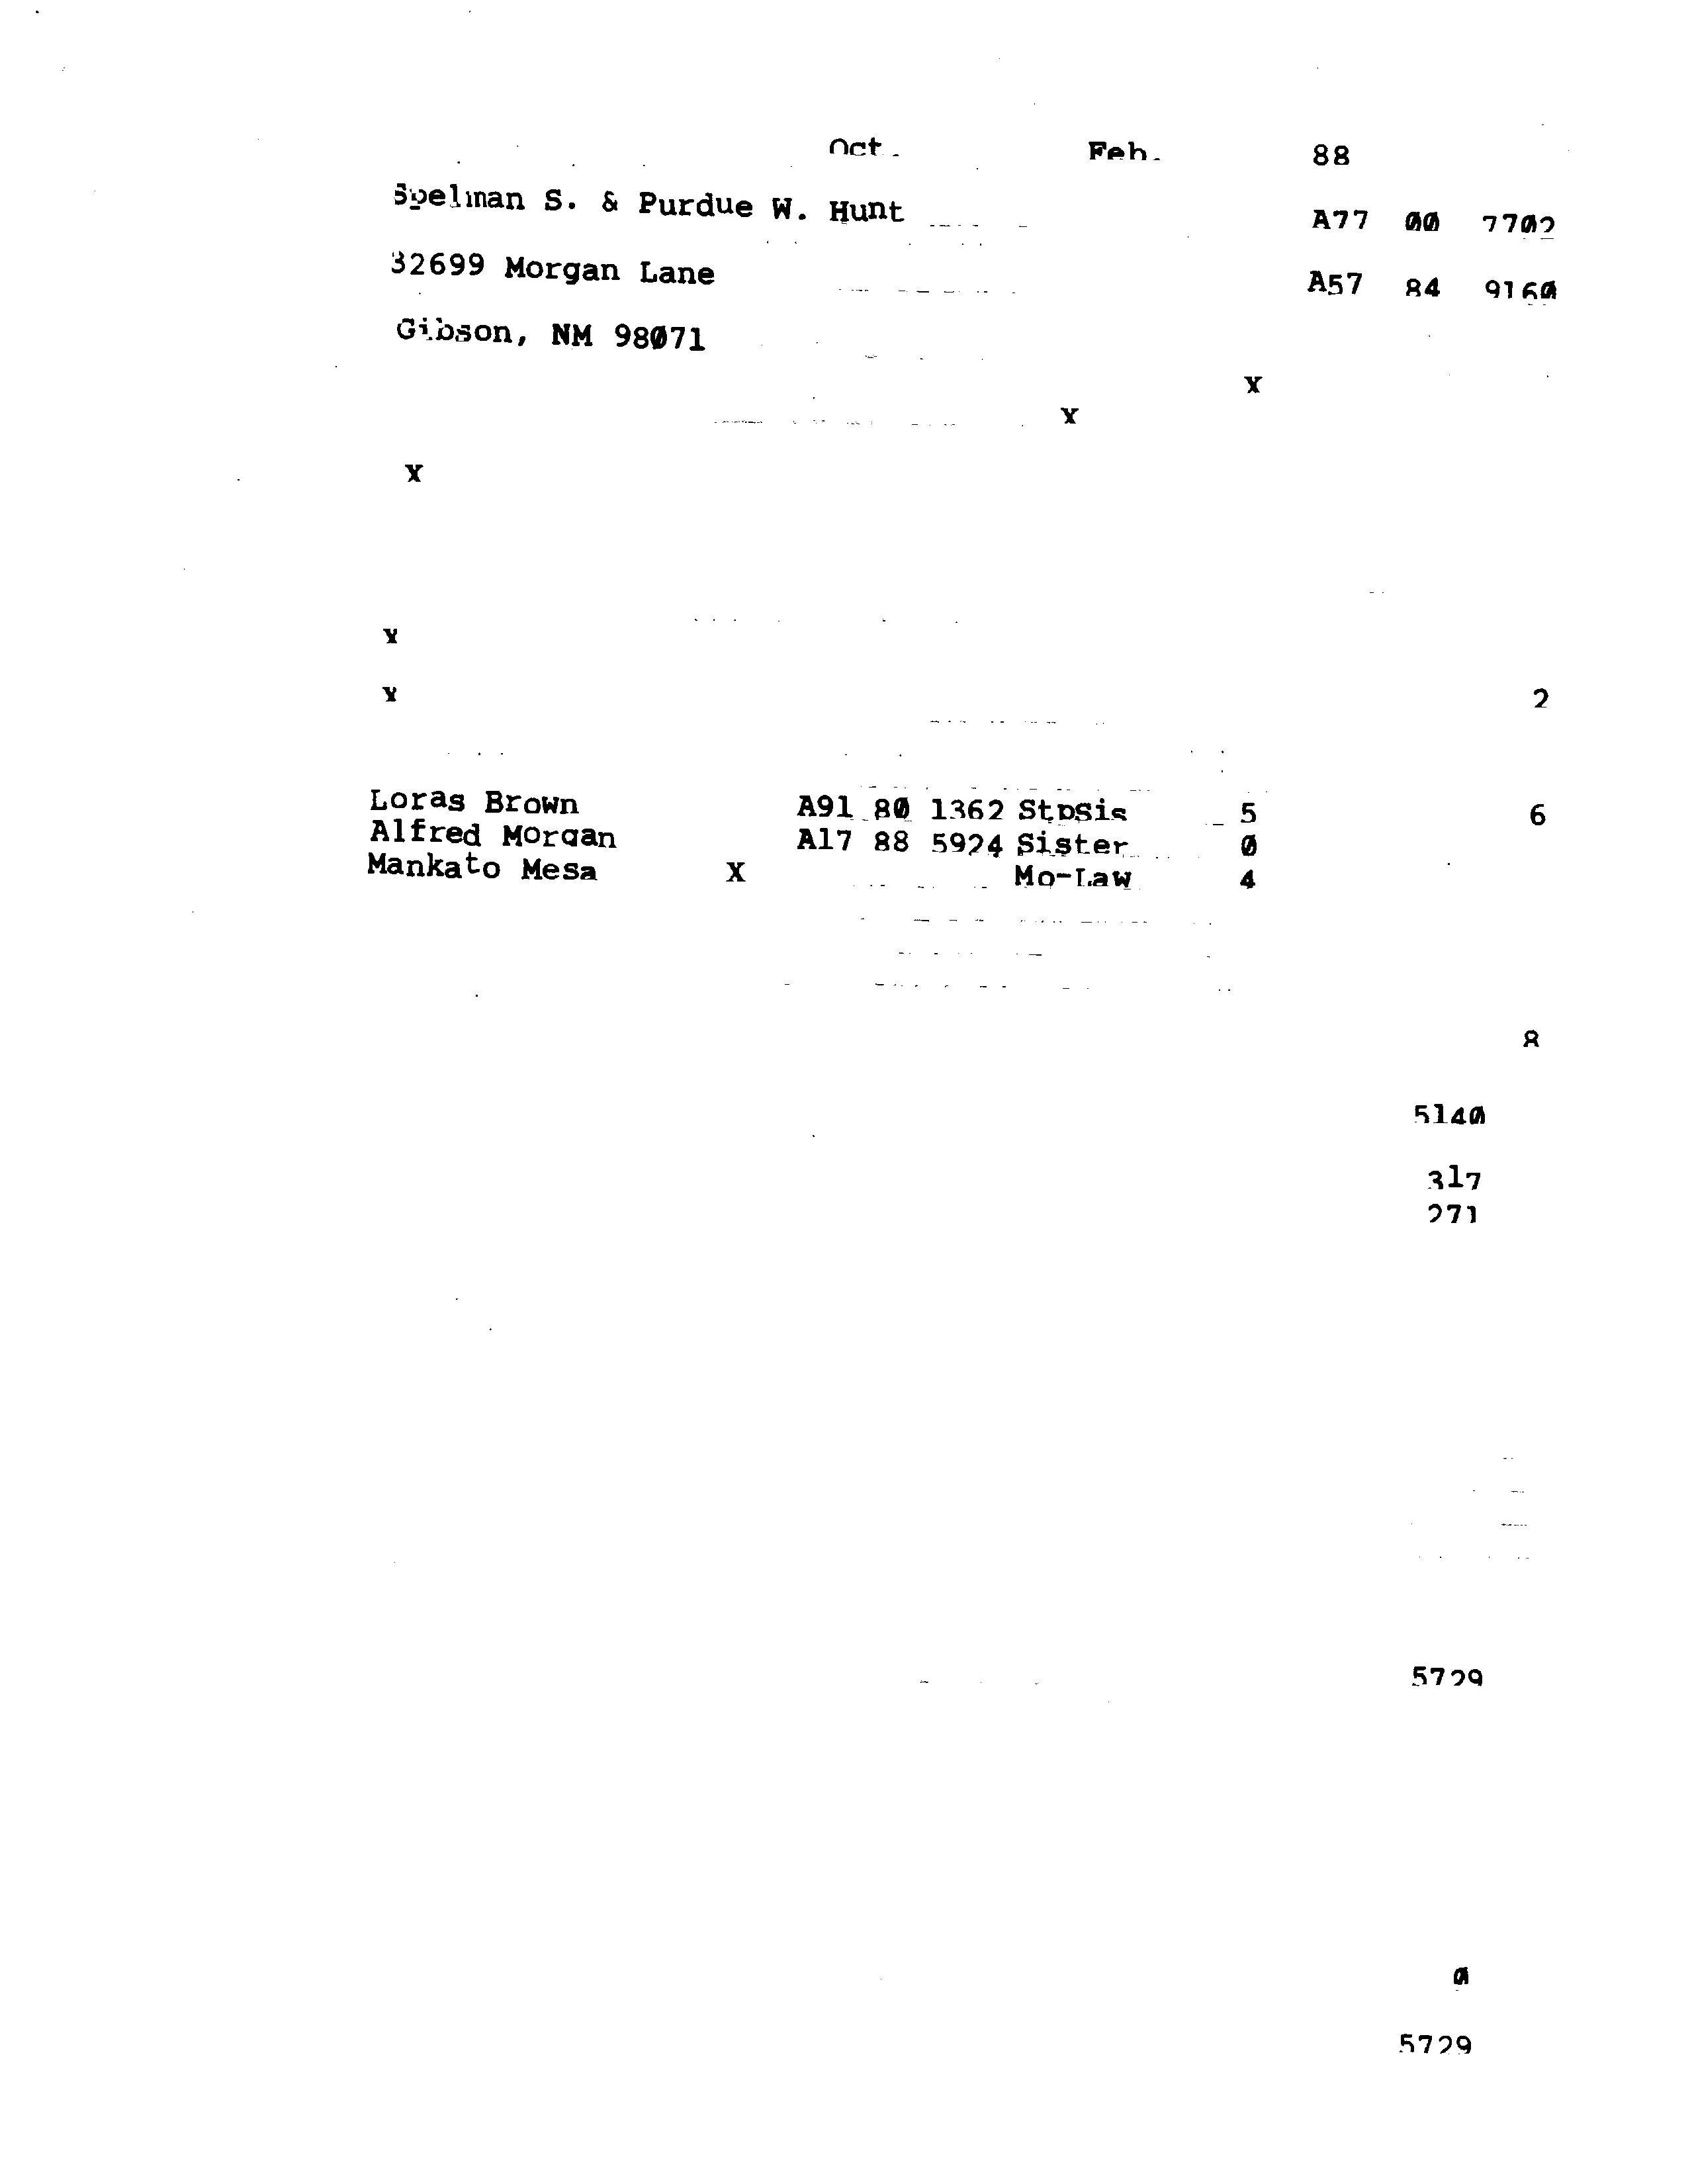 Oct. Feb. 88
Spelman S. & Purdue W. Hunt A77 00 7702
32699 Morgan Lane A57 84 9160
Gibson, NM 98071
X
X
X
X
X 2
Loras Brown A91 80 1362 StpSis 5 6
Alfred Morgan A17 88 5924 Sister 0
Mankato Mesa X Mo-Law 4
8
5140
317
271
5729
0
5729